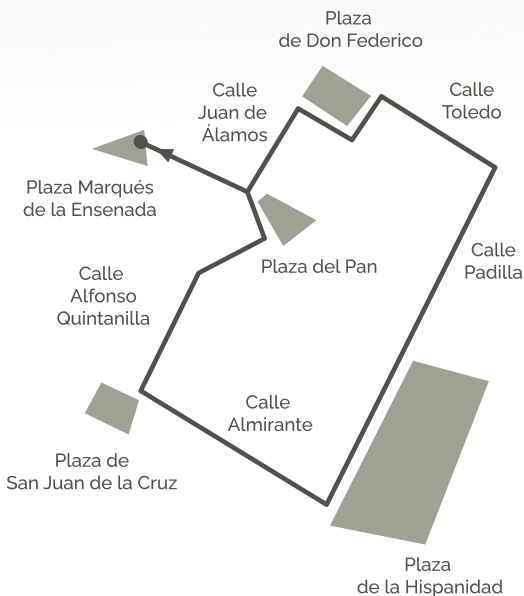 Plaza
de Don Federico
Calle
Juan de
Álamos
Calle
Toledo
Plaza Marqués
de la Ensenada
Calle
Padilla
Plaza del Pan
Calle
Alfonso
Quintanilla
Calle
Almirante
Plaza de
San Juan de la Cruz
Plaza
de la Hispanidad